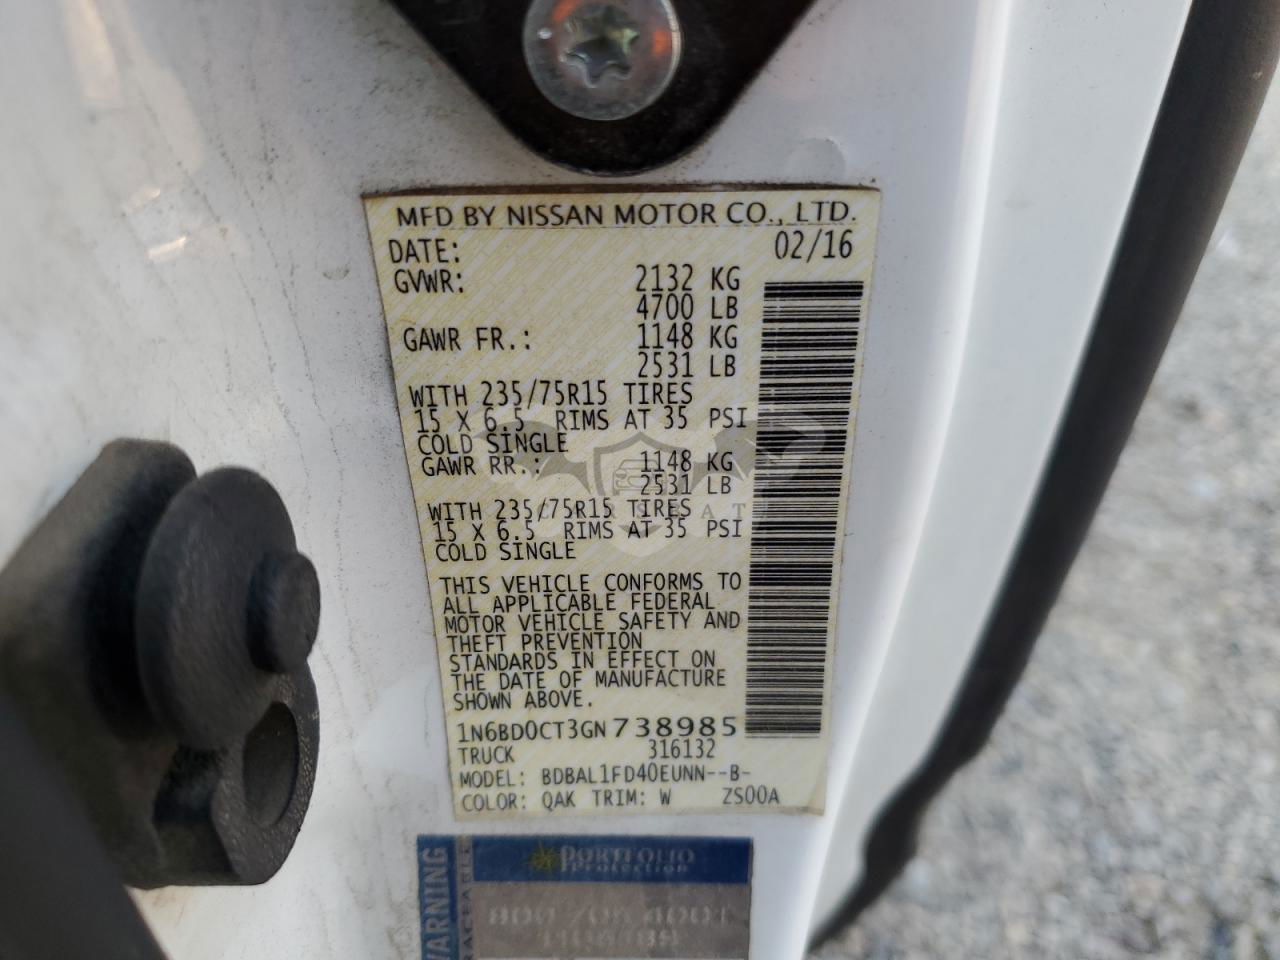 MFD BY NISSAN MOTOR CO., LTD.
DATE: 02/16
GVWR: 2132 KG
4700 LB
GAWR FR.: 1148 KG
2531 LB
WITH 235/75R15 TIRES
15 X 6.5 RIMS AT 35 PSI
COLD SINGLE
GAWR RR.: 1148 KG
2531 LB
WITH 235/75R15 TIRES
15 X 6.5 RIMS AT 35 PSI
COLD SINGLE
THIS VEHICLE CONFORMS TO
ALL APPLICABLE FEDERAL
MOTOR VEHICLE SAFETY AND
THEFT PREVENTION
STANDARDS IN EFFECT ON
THE DATE OF MANUFACTURE
SHOWN ABOVE.
1N6BD0CT3GN738985
TRUCK 316132
MODEL: BDBAL1FD40EUNN--B-
COLOR: QAK TRIM: W ZS00A
WARNING
PORTFOLIO
Protection